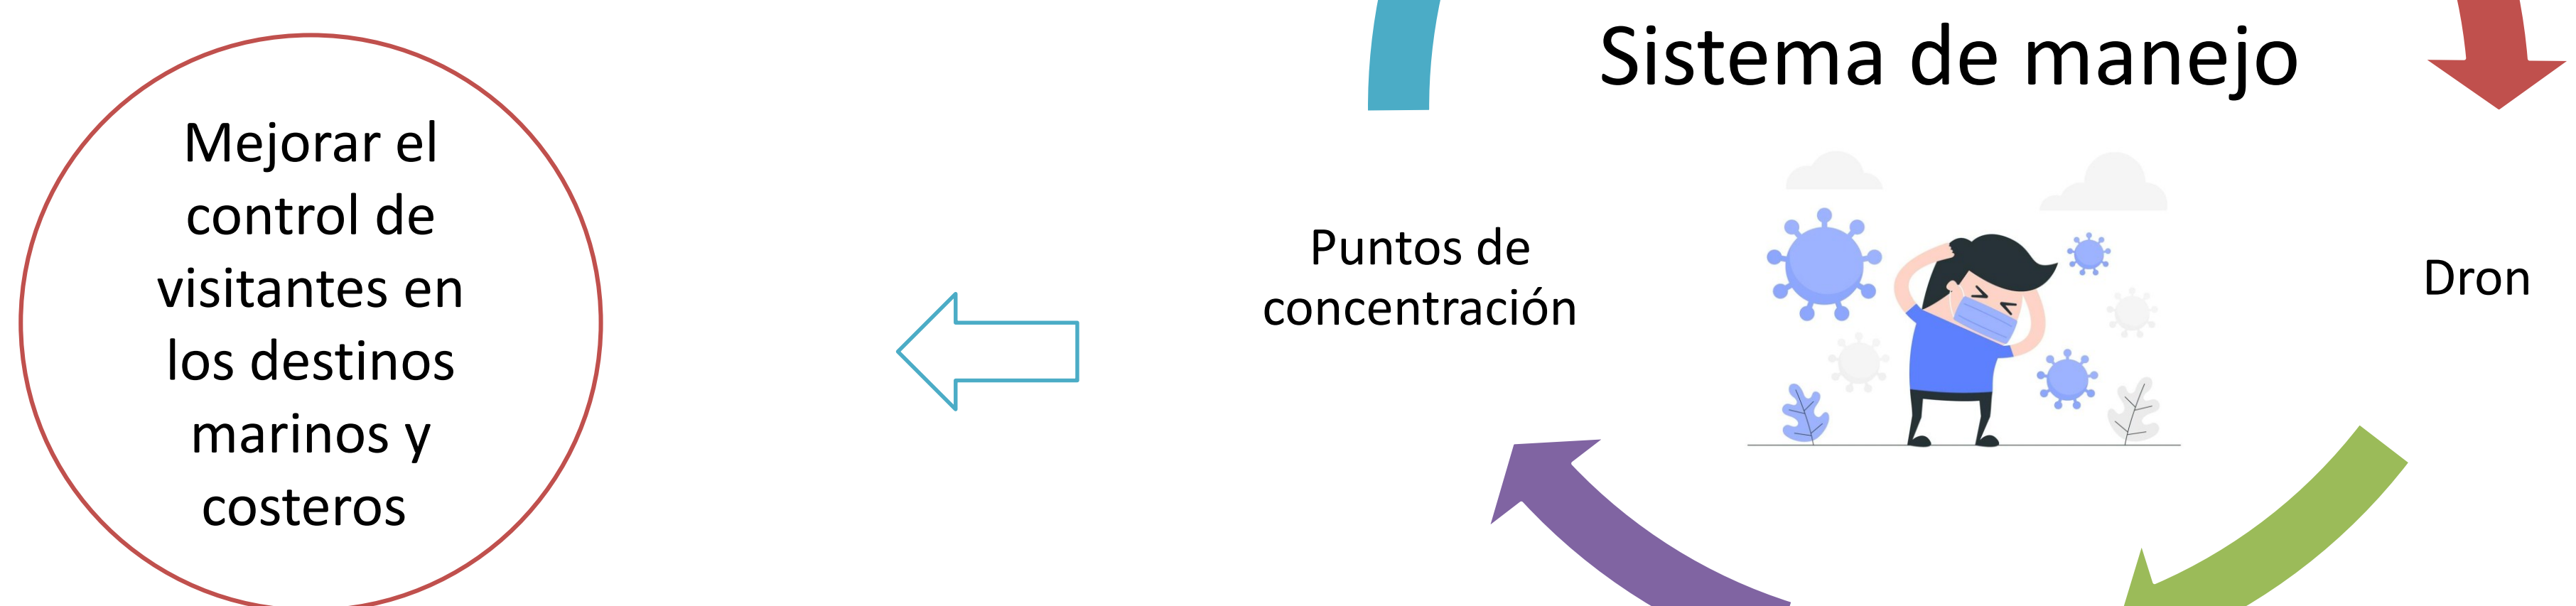 Mejorar el
control de
visitantes en
los destinos
marinos y
costeros
Sistema de manejo
Puntos de
concentración
Dron